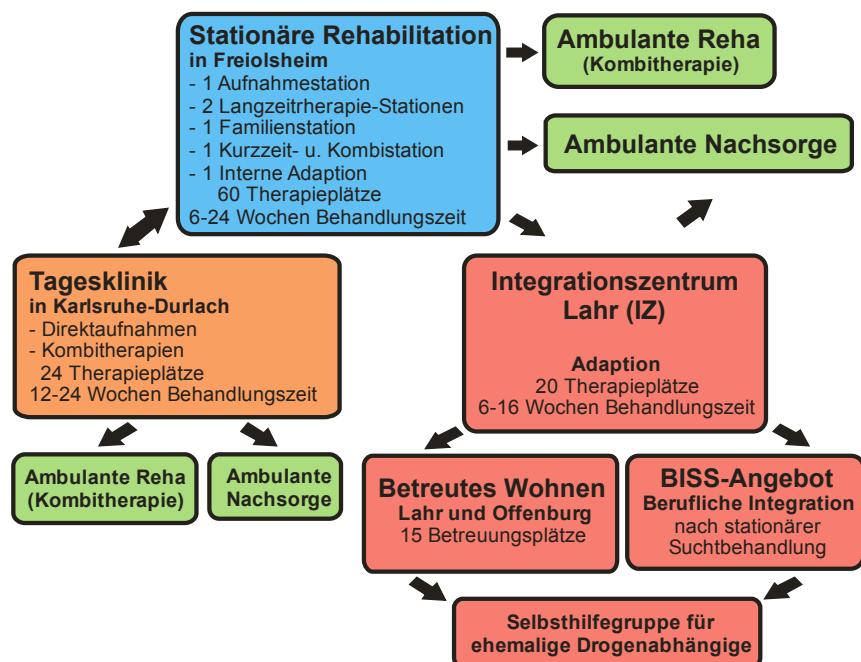 Stationäre Rehabilitation
in Freiolsheim
- 1 Aufnahmestation
- 2 Langzeitrherapie-Stationen
- 1 Familienstation
- 1 Kurzzeit- u. Kombistation
- 1 Interne Adaption
60 Therapieplätze
6-24 Wochen Behandlungszeit
Ambulante Reha
(Kombitherapie)
Ambulante Nachsorge
Tagesklinik
in Karlsruhe-Durlach
- Direktaufnahmen
- Kombitherapien
24 Therapieplätze
12-24 Wochen Behandlungszeit
Integrationszentrum
Lahr (IZ)
Adaption
20 Therapieplätze
6-16 Wochen Behandlungszeit
Ambulante Reha
(Kombitherapie)
Ambulante
Nachsorge
Betreutes Wohnen
Lahr und Offenburg
15 Betreuungsplätze
BISS-Angebot
Berufliche Integration
nach stationärer
Suchtbehandlung
Selbsthilfegruppe für
ehemalige Drogenabhängige